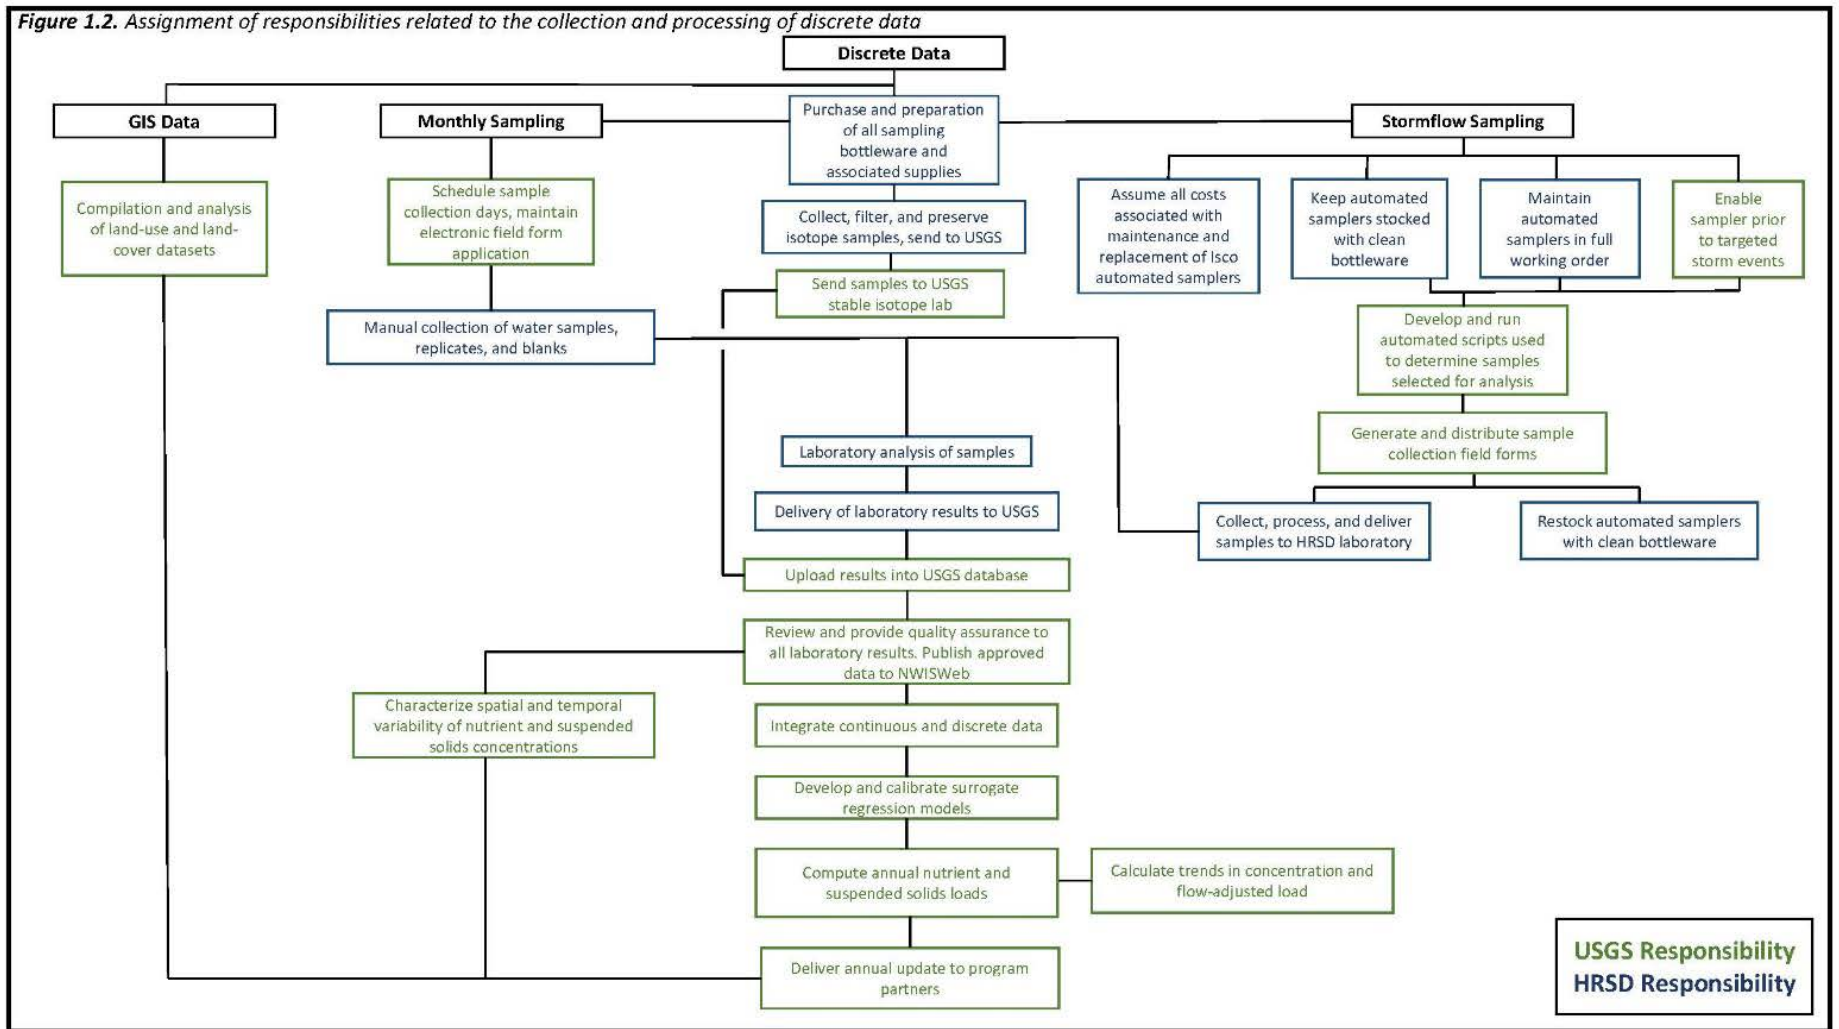 Figure 1.2. Assignment of responsibilities related to the collection and processing of discrete data
Discrete Data
GIS Data
Monthly Sampling
Purchase and preparation
of all sampling
bottleware and
associated supplies
Stormflow Sampling
Compilation and analysis
of land-use and land-
cover datasets
Schedule sample
collection days, maintain
electronic field form
application
Collect, filter, and preserve
isotope samples, send to USGS
Assume all costs
associated with
maintenance and
replacement of Isco
automated samplers
Keep automated
samplers stocked
with clean
bottleware
Maintain
automated
samplers in full
working order
Enable
sampler prior
to targeted
storm events
Send samples to USGS
stable isotope lab
Manual collection of water samples,
replicates, and blanks
Develop and run
automated scripts used
to determine samples
selected for analysis
Generate and distribute sample
collection field forms
Laboratory analysis of samples
Delivery of laboratory results to USGS
Collect, process, and deliver
samples to HRSD laboratory
Restock automated samplers
with clean bottleware
Upload results into USGS database
Review and provide quality assurance to
all laboratory results. Publish approved
data to NWISWeb
Characterize spatial and temporal
variability of nutrient and suspended
solids concentrations
Integrate continuous and discrete data
Develop and calibrate surrogate
regression models
Compute annual nutrient and
suspended solids loads
Calculate trends in concentration and
flow-adjusted load
Deliver annual update to program
partners
USGS Responsibility
HRSD Responsibility